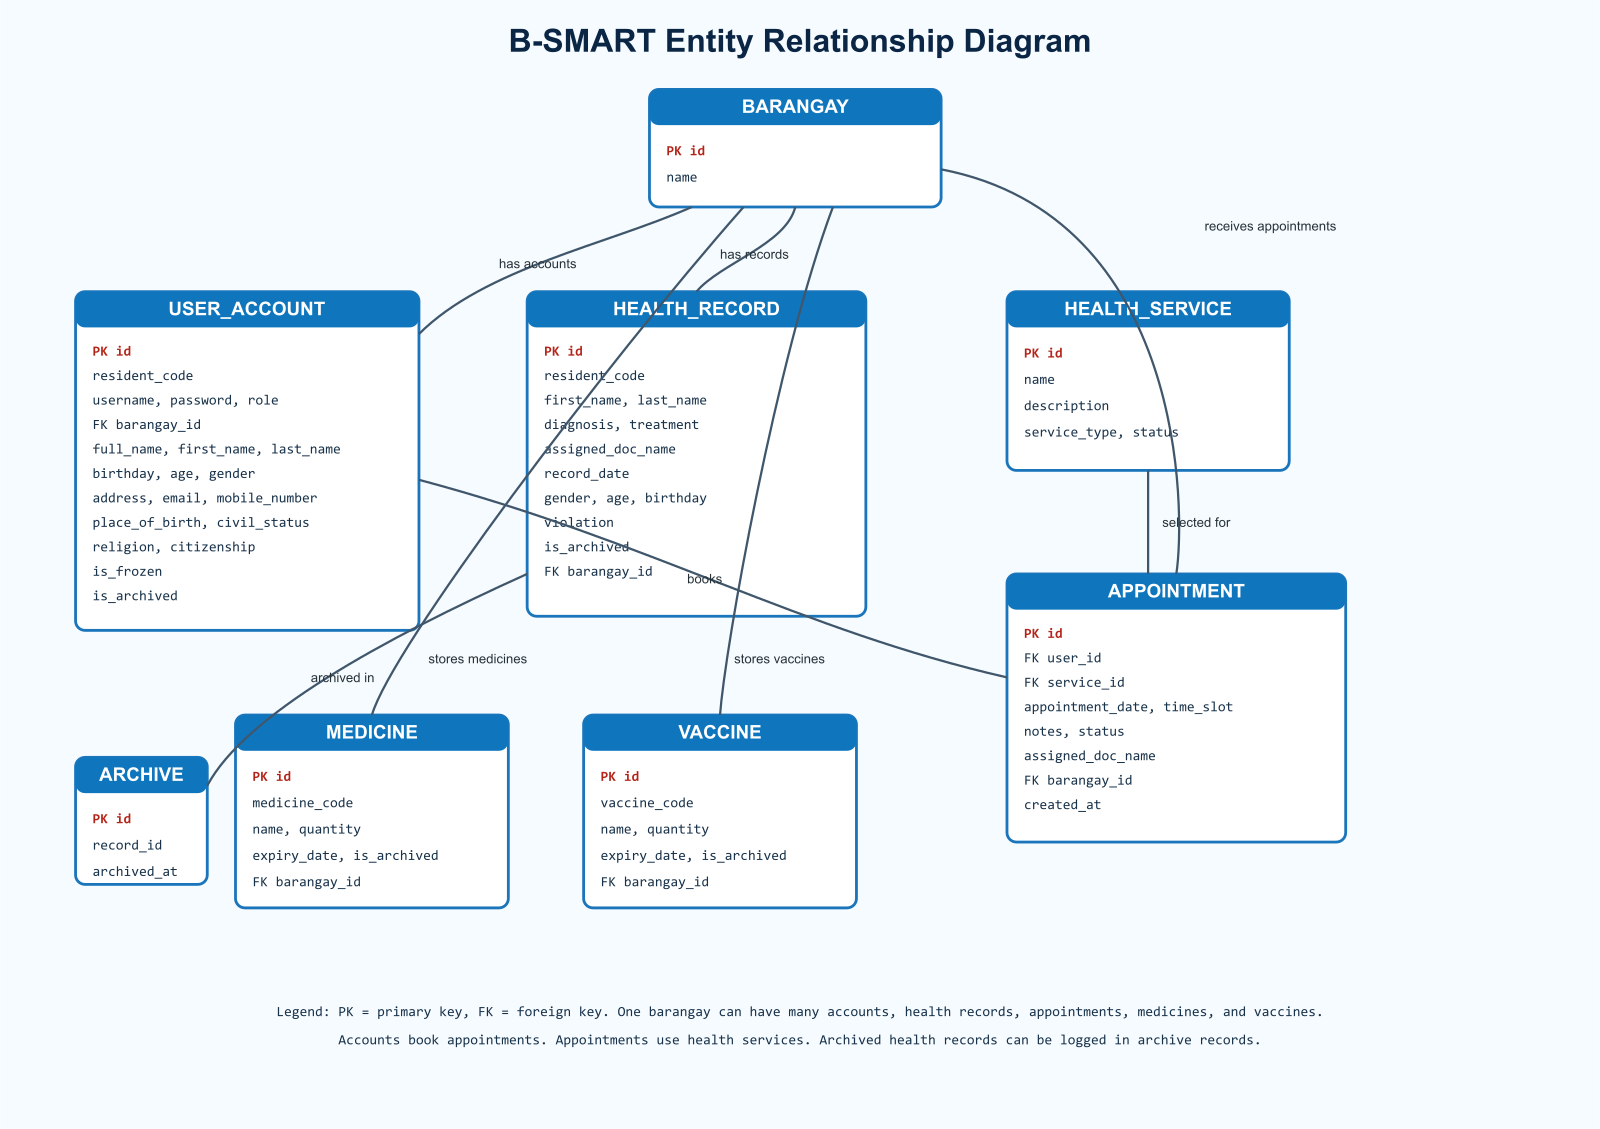 B-SMART Entity Relationship Diagram
BARANGAY
PK id
name
receives appointments
has records
has accounts
USER_ACCOUNT
PK id
resident_code
username, password, role
FK barangay_id
full_name, first_name, last_name
birthday, age, gender
address, email, mobile_number
place_of_birth, civil_status
religion, citizenship
is_frozen
is_archived
HEALTH_RECORD
PK id
resident_code
first_name, last_name
diagnosis, treatment
assigned_doc_name
record_date
gender, age, birthday
violation
is_archived
FK barangay_id
HEALTH_SERVICE
PK id
name
description
service_type, status
selected for
books
APPOINTMENT
PK id
FK user_id
FK service_id
appointment_date, time_slot
notes, status
assigned_doc_name
FK barangay_id
created_at
stores medicines
stores vaccines
archived in
ARCHIVE
PK id
record_id
archived_at
MEDICINE
PK id
medicine_code
name, quantity
expiry_date, is_archived
FK barangay_id
VACCINE
PK id
vaccine_code
name, quantity
expiry_date, is_archived
FK barangay_id
Legend: PK = primary key, FK = foreign key. One barangay can have many accounts, health records, appointments, medicines, and vaccines.
Accounts book appointments. Appointments use health services. Archived health records can be logged in archive records.